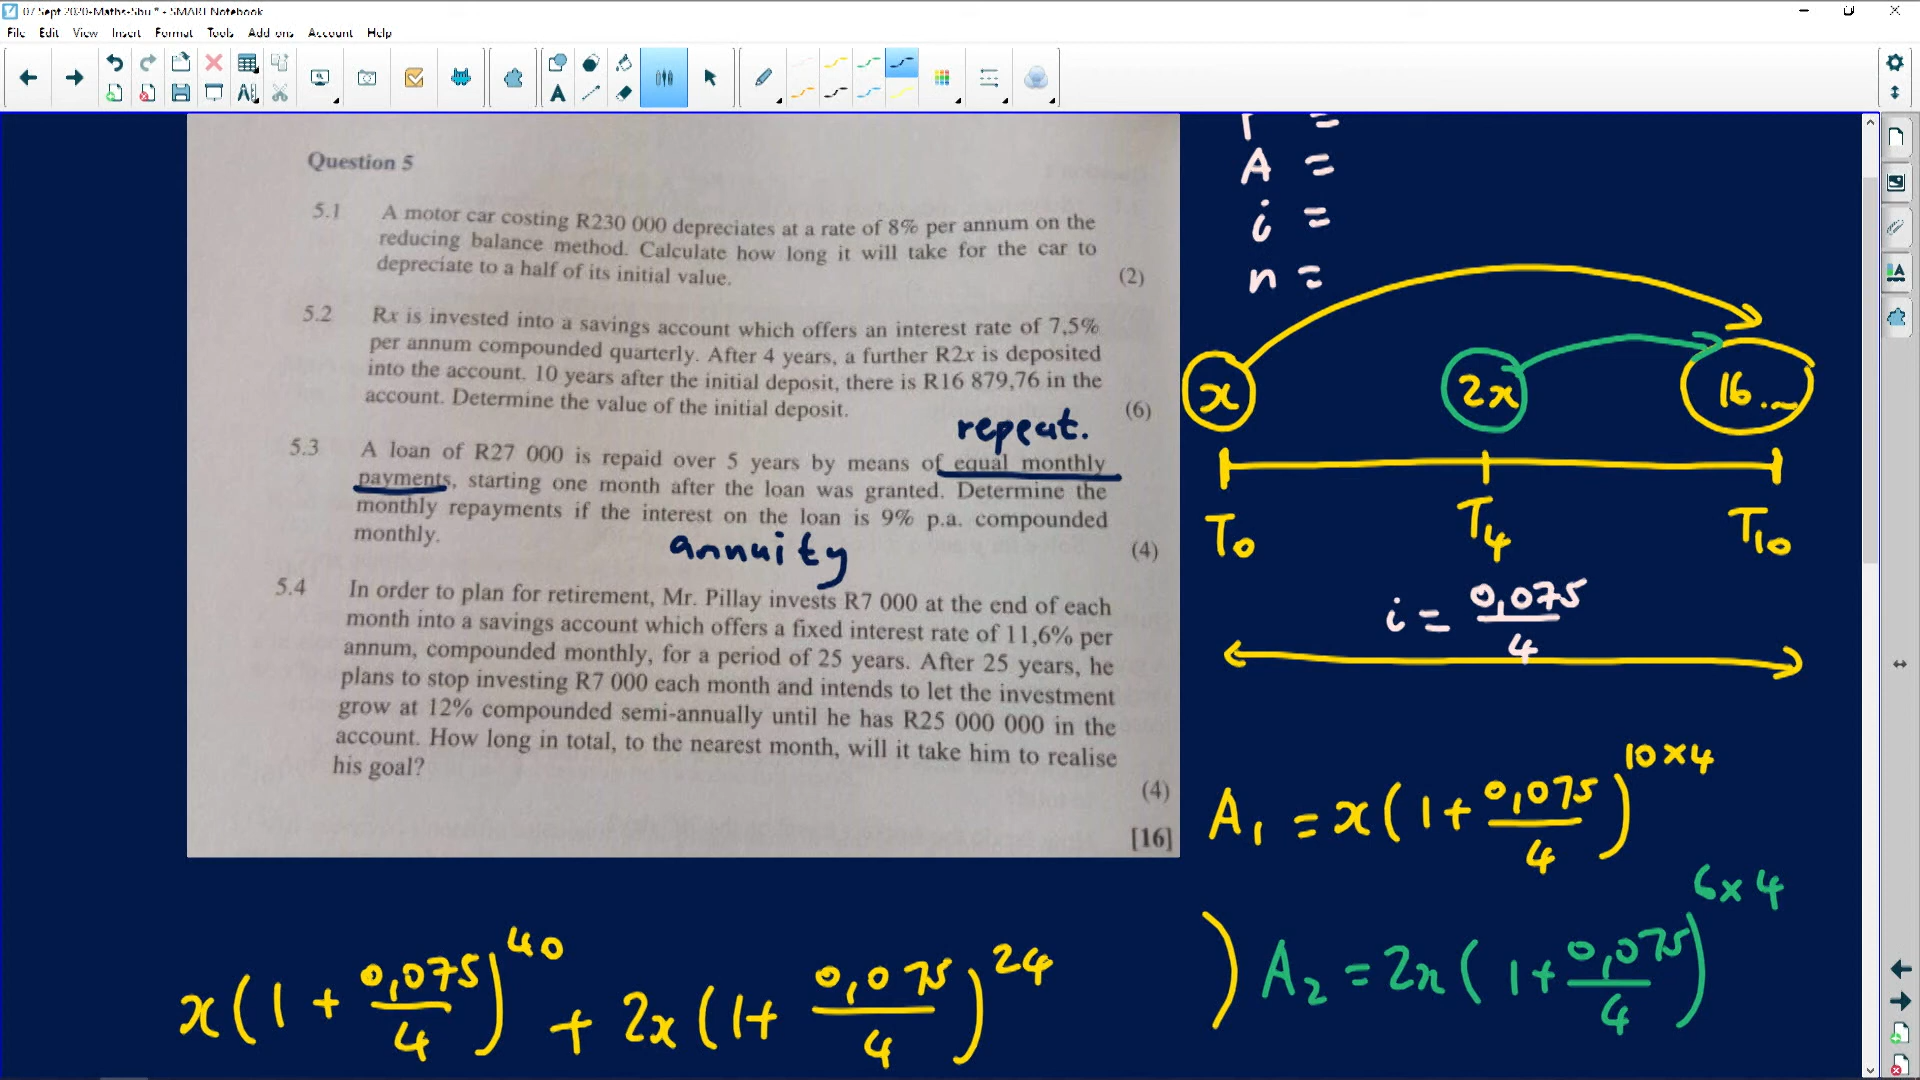 07 Sept 2020+Maths+Sbu * - SMART Notebook
File Edit View Insert Format Tools Add-ons Account Help
Question 5
5.1 A motor car costing R230 000 depreciates at a rate of 8% per annum on the
reducing balance method. Calculate how long it will take for the car to
depreciate to a half of its initial value.
(2)
5.2 Rx is invested into a savings account which offers an interest rate of 7,5%
per annum compounded quarterly. After 4 years, a further R2x is deposited
into the account. 10 years after the initial deposit, there is R16 879,76 in the
account. Determine the value of the initial deposit.
(6)
repeat.
5.3 A loan of R27 000 is repaid over 5 years by means of equal monthly
payments, starting one month after the loan was granted. Determine the
monthly repayments if the interest on the loan is 9% p.a. compounded
monthly.
(4)
annuity
5.4 In order to plan for retirement, Mr. Pillay invests R7 000 at the end of each
month into a savings account which offers a fixed interest rate of 11,6% per
annum, compounded monthly, for a period of 25 years. After 25 years, he
plans to stop investing R7 000 each month and intends to let the investment
grow at 12% compounded semi-annually until he has R25 000 000 in the
account. How long in total, to the nearest month, will it take him to realise
his goal?
(4)
[16]
A =
i =
n =
x 2x 16...
T0 T4 T10
i = 0,075/4
A1 = x(1 + 0,075/4)^10×4
) A2 = 2x(1 + 0,075/4)^6×4
x(1 + 0,075/4)^40 + 2x(1 + 0,075/4)^24